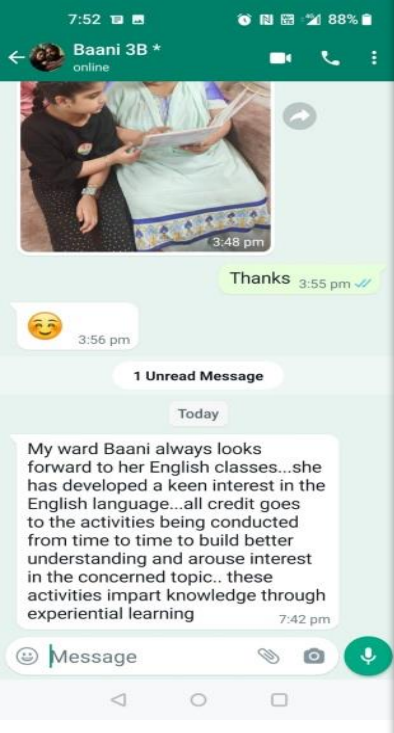 7:52 88%
Baani 3B *
online
3:48 pm
Thanks 3:55 pm
3:56 pm
1 Unread Message
Today
My ward Baani always looks
forward to her English classes...she
has developed a keen interest in the
English language...all credit goes
to the activities being conducted
from time to time to build better
understanding and arouse interest
in the concerned topic.. these
activities impart knowledge through
experiential learning 7:42 pm
Message